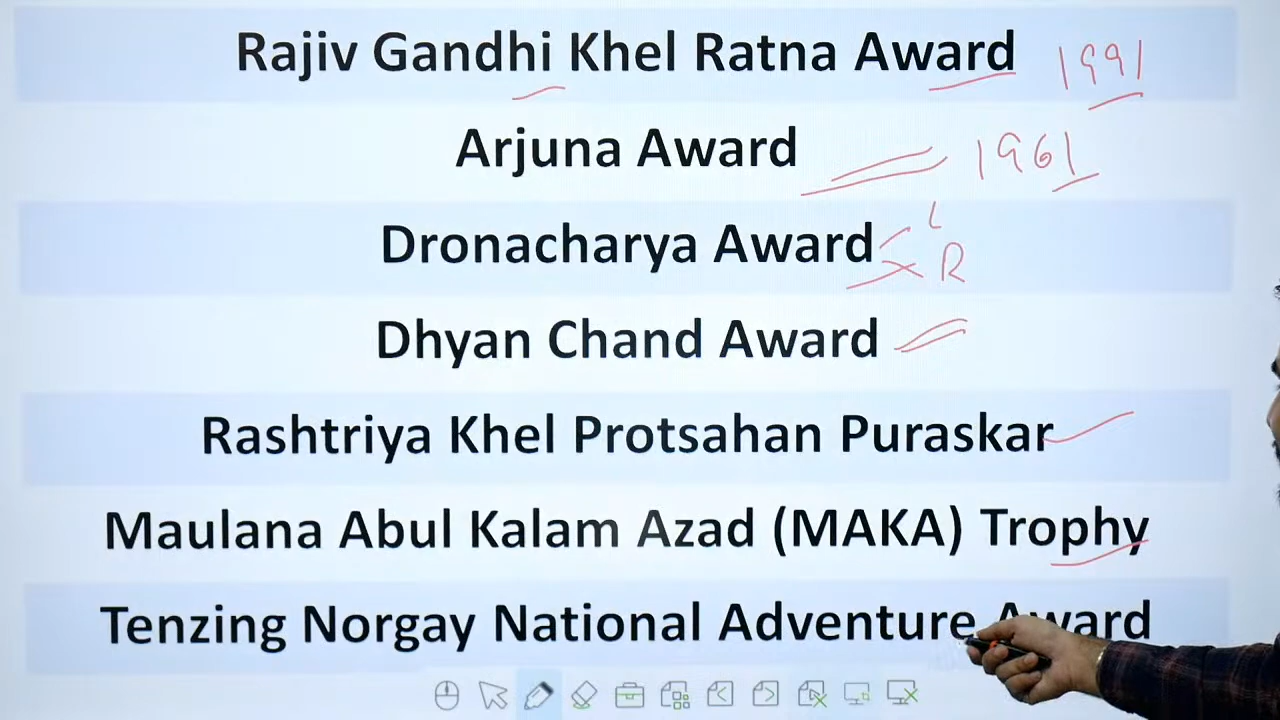 Rajiv Gandhi Khel Ratna Award 1991
Arjuna Award 1961
Dronacharya Award L
R
Dhyan Chand Award
Rashtriya Khel Protsahan Puraskar
Maulana Abul Kalam Azad (MAKA) Trophy
Tenzing Norgay National Adventure Award